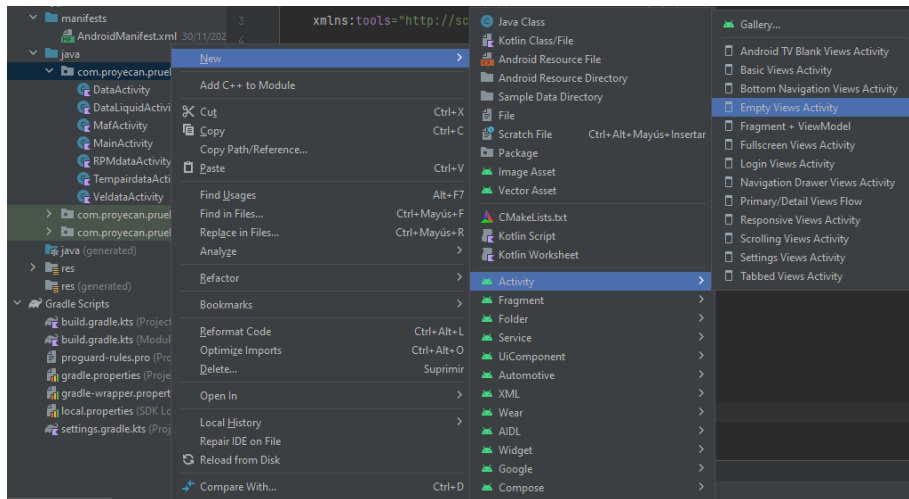 manifests
AndroidManifest.xml 30/11/202
java
com.proyecan.pruel
DataActivity
DataLiquidActivi
MafActivity
MainActivity
RPMdataActivity
TempairdataActi
VeldataActivity
com.proyecan.pruel
com.proyecan.pruel
java (generated)
res
res (generated)
Gradle Scripts
build.gradle.kts (Project
build.gradle.kts (Modul
proguard-rules.pro (Pro
gradle.properties (Proje
gradle-wrapper.propert
local.properties (SDK Lo
settings.gradle.kts (Proj
3
4
xmlns:tools="http://sc
New
Add C++ to Module
Cut Ctrl+X
Copy Ctrl+C
Copy Path/Reference...
Paste Ctrl+V
Find Usages Alt+F7
Find in Files... Ctrl+Mayús+F
Replace in Files... Ctrl+Mayús+R
Analyze
Refactor
Bookmarks
Reformat Code Ctrl+Alt+L
Optimize Imports Ctrl+Alt+O
Delete... Suprimir
Open In
Local History
Repair IDE on File
Reload from Disk
Compare With... Ctrl+D
Java Class
Kotlin Class/File
Android Resource File
Android Resource Directory
Sample Data Directory
File
Scratch File Ctrl+Alt+Mayús+Insertar
Package
Image Asset
Vector Asset
CMakeLists.txt
Kotlin Script
Kotlin Worksheet
Activity
Fragment
Folder
Service
UiComponent
Automotive
XML
Wear
AIDL
Widget
Google
Compose
Gallery...
Android TV Blank Views Activity
Basic Views Activity
Bottom Navigation Views Activity
Empty Views Activity
Fragment + ViewModel
Fullscreen Views Activity
Login Views Activity
Navigation Drawer Views Activity
Primary/Detail Views Flow
Responsive Views Activity
Scrolling Views Activity
Settings Views Activity
Tabbed Views Activity